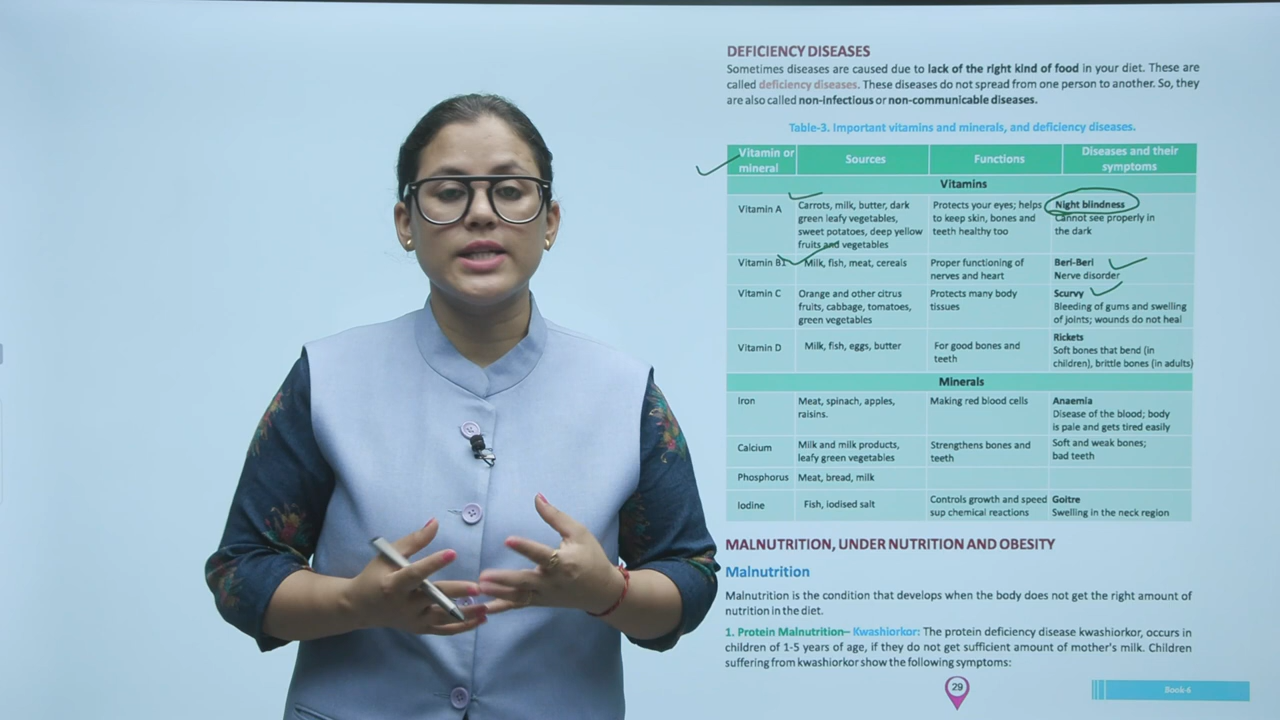 DEFICIENCY DISEASES
Sometimes diseases are caused due to lack of the right kind of food in your diet. These are
called deficiency diseases. These diseases do not spread from one person to another. So, they
are also called non-infectious or non-communicable diseases.
Table-3. Important vitamins and minerals, and deficiency diseases.
Vitamin or
mineral
Sources
Functions
Diseases and their
symptoms
Vitamins
Vitamin A
Carrots, milk, butter, dark
green leafy vegetables,
sweet potatoes, deep yellow
fruits and vegetables
Protects your eyes; helps
to keep skin, bones and
teeth healthy too
Night blindness
Cannot see properly in
the dark
Vitamin B1
Milk, fish, meat, cereals
Proper functioning of
nerves and heart
Beri-Beri
Nerve disorder
Vitamin C
Orange and other citrus
fruits, cabbage, tomatoes,
green vegetables
Protects many body
tissues
Scurvy
Bleeding of gums and swelling
of joints; wounds do not heal
Vitamin D
Milk, fish, eggs, butter
For good bones and
teeth
Rickets
Soft bones that bend (in
children), brittle bones (in adults)
Minerals
Iron
Meat, spinach, apples,
raisins.
Making red blood cells
Anaemia
Disease of the blood; body
is pale and gets tired easily
Calcium
Milk and milk products,
leafy green vegetables
Strengthens bones and
teeth
Soft and weak bones;
bad teeth
Phosphorus
Meat, bread, milk
Iodine
Fish, iodised salt
Controls growth and speed
sup chemical reactions
Goitre
Swelling in the neck region
MALNUTRITION, UNDER NUTRITION AND OBESITY
Malnutrition
Malnutrition is the condition that develops when the body does not get the right amount of
nutrition in the diet.
1. Protein Malnutrition– Kwashiorkor: The protein deficiency disease kwashiorkor, occurs in
children of 1-5 years of age, if they do not get sufficient amount of mother's milk. Children
suffering from kwashiorkor show the following symptoms:
29
Book-6